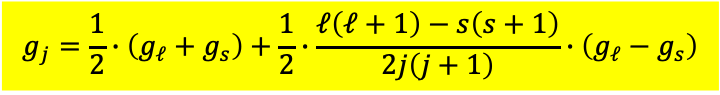 g_j = 1/2 · (g_ℓ + g_s) + 1/2 · (ℓ(ℓ + 1) − s(s + 1))/(2j(j + 1)) · (g_ℓ − g_s)